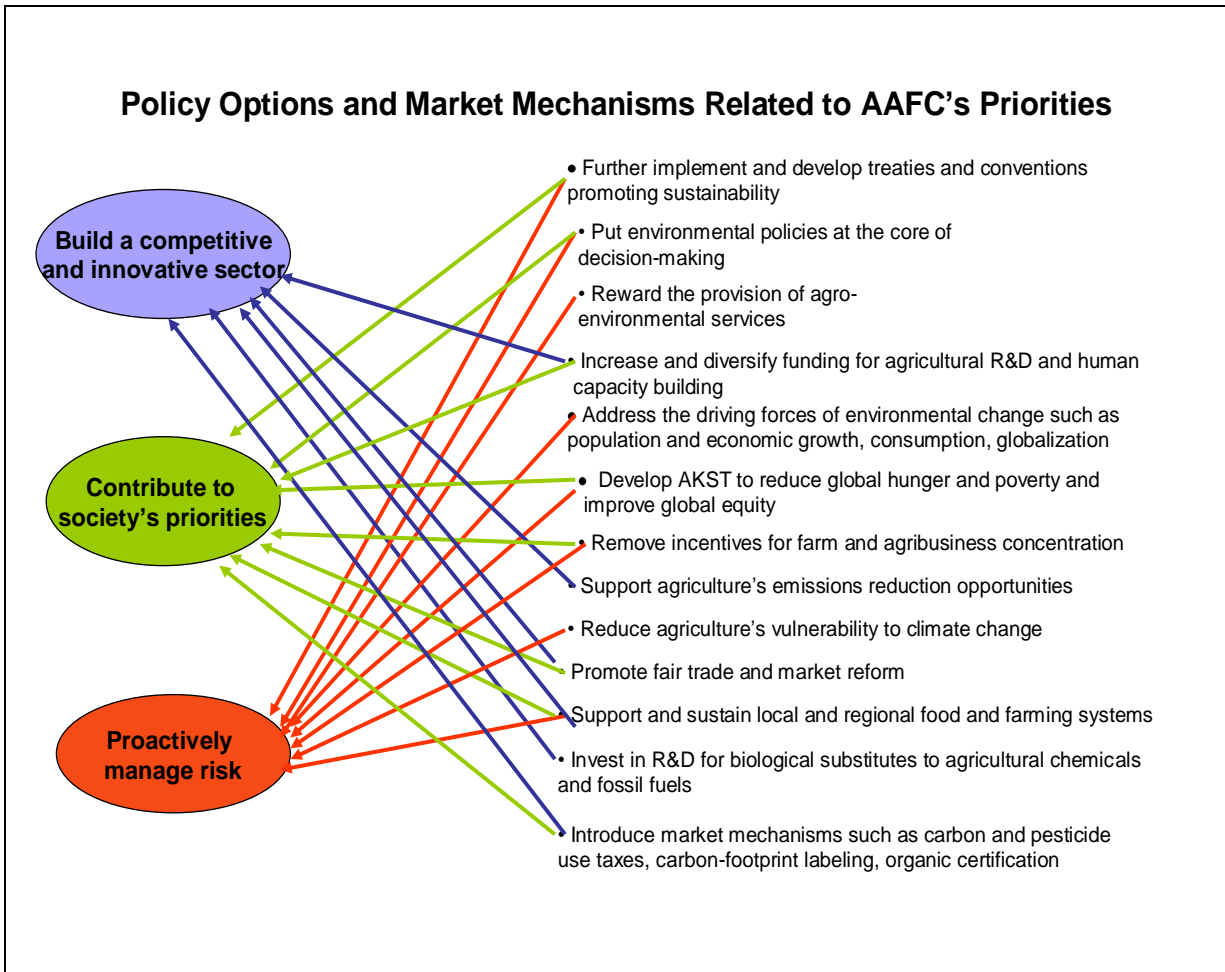 Policy Options and Market Mechanisms Related to AAFC's Priorities
Build a competitive
and innovative sector
Contribute to
society's priorities
Proactively
manage risk
• Further implement and develop treaties and conventions
promoting sustainability
• Put environmental policies at the core of
decision-making
• Reward the provision of agro-
environmental services
• Increase and diversify funding for agricultural R&D and human
capacity building
• Address the driving forces of environmental change such as
population and economic growth, consumption, globalization
• Develop AKST to reduce global hunger and poverty and
improve global equity
• Remove incentives for farm and agribusiness concentration
• Support agriculture's emissions reduction opportunities
• Reduce agriculture's vulnerability to climate change
• Promote fair trade and market reform
• Support and sustain local and regional food and farming systems
• Invest in R&D for biological substitutes to agricultural chemicals
and fossil fuels
• Introduce market mechanisms such as carbon and pesticide
use taxes, carbon-footprint labeling, organic certification